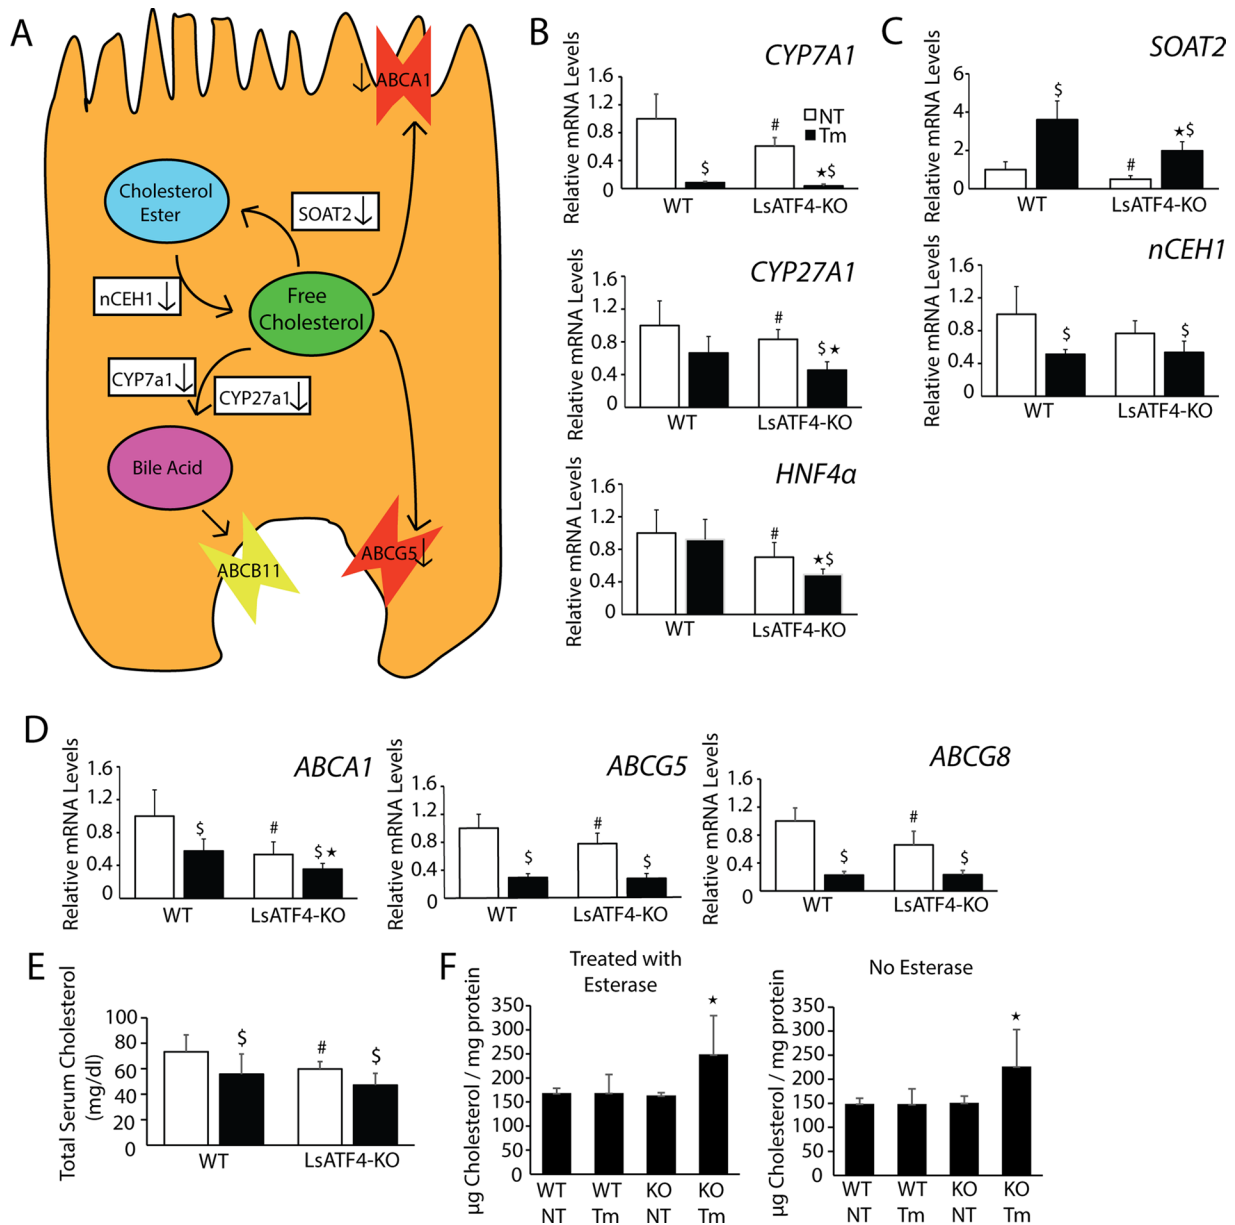 A
ABCA1
Cholesterol
Ester
SOAT2
nCEH1
Free
Cholesterol
CYP7a1
CYP27a1
Bile Acid
ABCB11
ABCG5
B
CYP7A1
Relative mRNA Levels
1.6
1.2
0.8
0.4
0
$
#
★$
NT
Tm
WT
LsATF4-KO
CYP27A1
Relative mRNA Levels
1.6
1.2
0.8
0.4
0
#
$★
WT
LsATF4-KO
HNF4α
Relative mRNA Levels
1.6
1.2
0.8
0.4
0
#
★$
WT
LsATF4-KO
C
SOAT2
Relative mRNA Levels
6
4
2
0
$
#
★$
WT
LsATF4-KO
nCEH1
Relative mRNA Levels
1.6
1.2
0.8
0.4
0
$
$
WT
LsATF4-KO
D
ABCA1
Relative mRNA Levels
1.6
1.2
0.8
0.4
0
$
#
$★
WT
LsATF4-KO
ABCG5
Relative mRNA Levels
1.6
1.2
0.8
0.4
0
$
#
$
WT
LsATF4-KO
ABCG8
Relative mRNA Levels
1.6
1.2
0.8
0.4
0
$
#
$
WT
LsATF4-KO
E
Total Serum Cholesterol
(mg/dl)
100
80
60
40
20
0
$
#
$
WT
LsATF4-KO
F
Treated with
Esterase
µg Cholesterol / mg protein
350
300
250
200
150
100
50
0
★
WT WT KO KO
NT Tm NT Tm
No Esterase
µg Cholesterol / mg protein
350
300
250
200
150
100
50
0
★
WT WT KO KO
NT Tm NT Tm